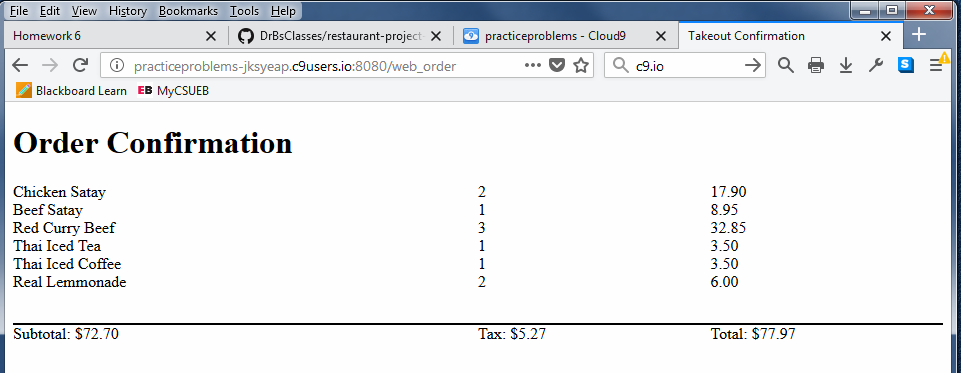 File Edit View History Bookmarks Tools Help
Homework 6 DrBsClasses/restaurant-project practiceproblems - Cloud9 Takeout Confirmation
practiceproblems-jksyeap.c9users.io:8080/web_order c9.io
Blackboard Learn EB MyCSUEB
Order Confirmation
Chicken Satay 2 17.90
Beef Satay 1 8.95
Red Curry Beef 3 32.85
Thai Iced Tea 1 3.50
Thai Iced Coffee 1 3.50
Real Lemmonade 2 6.00
Subtotal: $72.70 Tax: $5.27 Total: $77.97